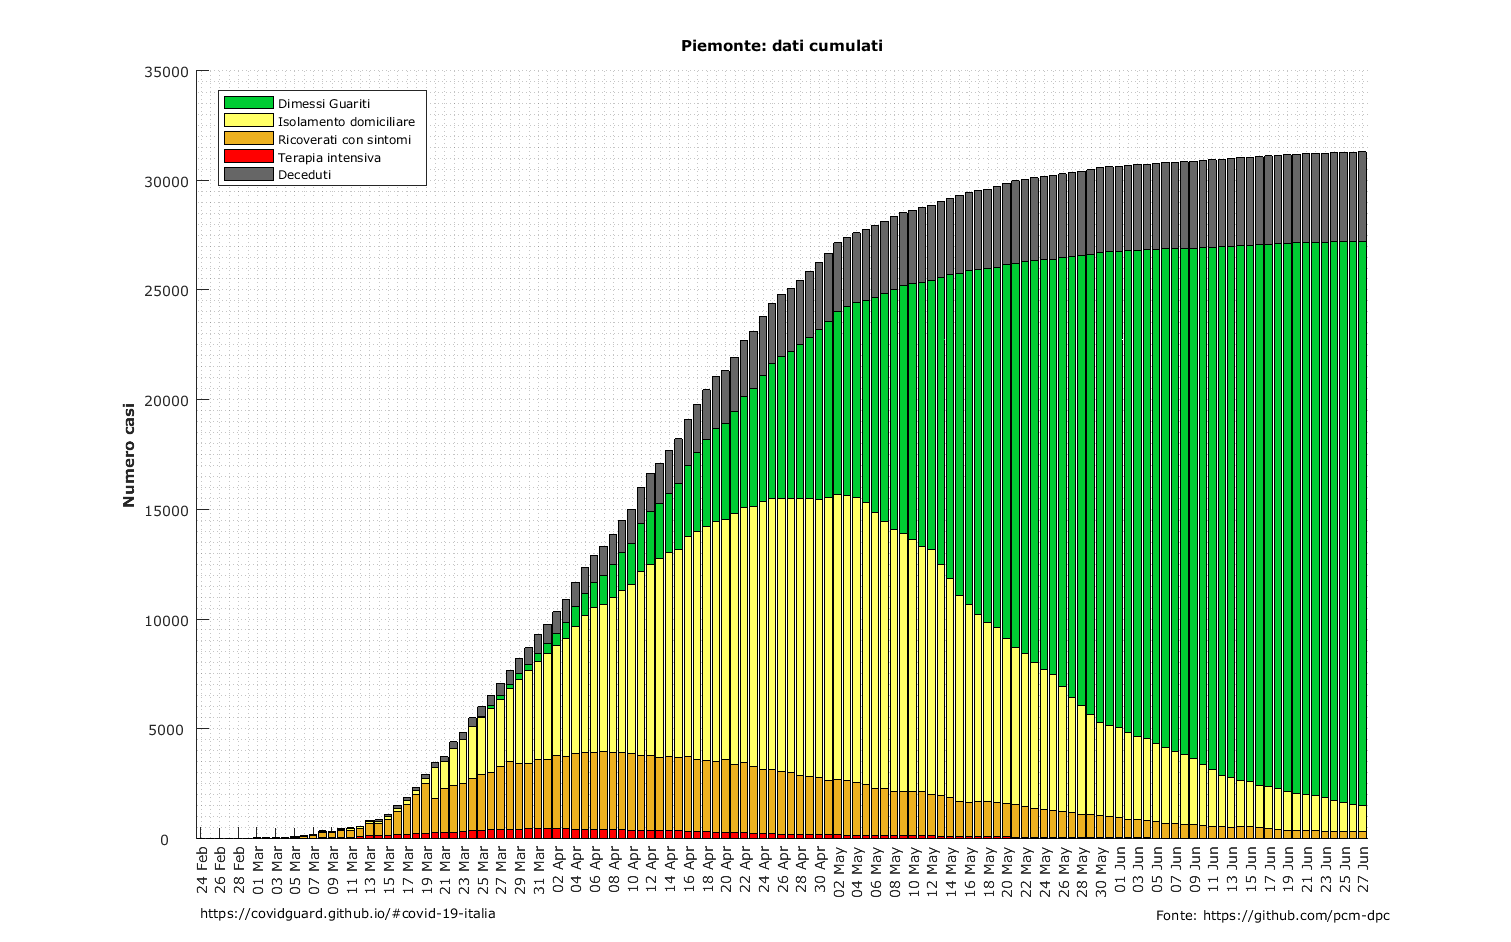 Piemonte: dati cumulati
35000
30000
25000
20000
15000
10000
5000
0
Numero casi
Dimessi Guariti
Isolamento domiciliare
Ricoverati con sintomi
Terapia intensiva
Deceduti
24 Feb
26 Feb
28 Feb
01 Mar
03 Mar
05 Mar
07 Mar
09 Mar
11 Mar
13 Mar
15 Mar
17 Mar
19 Mar
21 Mar
23 Mar
25 Mar
27 Mar
29 Mar
31 Mar
02 Apr
04 Apr
06 Apr
08 Apr
10 Apr
12 Apr
14 Apr
16 Apr
18 Apr
20 Apr
22 Apr
24 Apr
26 Apr
28 Apr
30 Apr
02 May
04 May
06 May
08 May
10 May
12 May
14 May
16 May
18 May
20 May
22 May
24 May
26 May
28 May
30 May
01 Jun
03 Jun
05 Jun
07 Jun
09 Jun
11 Jun
13 Jun
15 Jun
17 Jun
19 Jun
21 Jun
23 Jun
25 Jun
27 Jun
https://covidguard.github.io/#covid-19-italia
Fonte: https://github.com/pcm-dpc